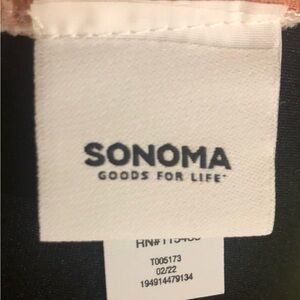 SONOMA
GOODS FOR LIFE
T005173
02/22
194914479134